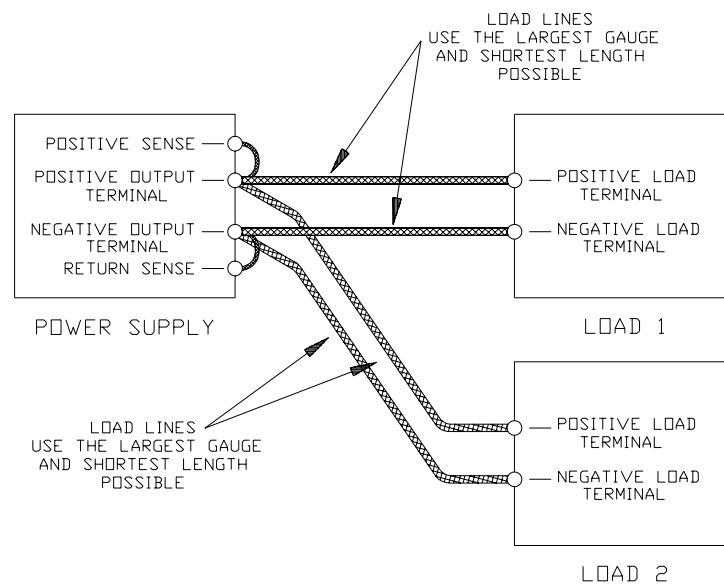 LOAD LINES
USE THE LARGEST GAUGE
AND SHORTEST LENGTH
POSSIBLE
POSITIVE SENSE
POSITIVE OUTPUT
TERMINAL
NEGATIVE OUTPUT
TERMINAL
RETURN SENSE
POWER SUPPLY
POSITIVE LOAD
TERMINAL
NEGATIVE LOAD
TERMINAL
LOAD 1
LOAD LINES
USE THE LARGEST GAUGE
AND SHORTEST LENGTH
POSSIBLE
POSITIVE LOAD
TERMINAL
NEGATIVE LOAD
TERMINAL
LOAD 2